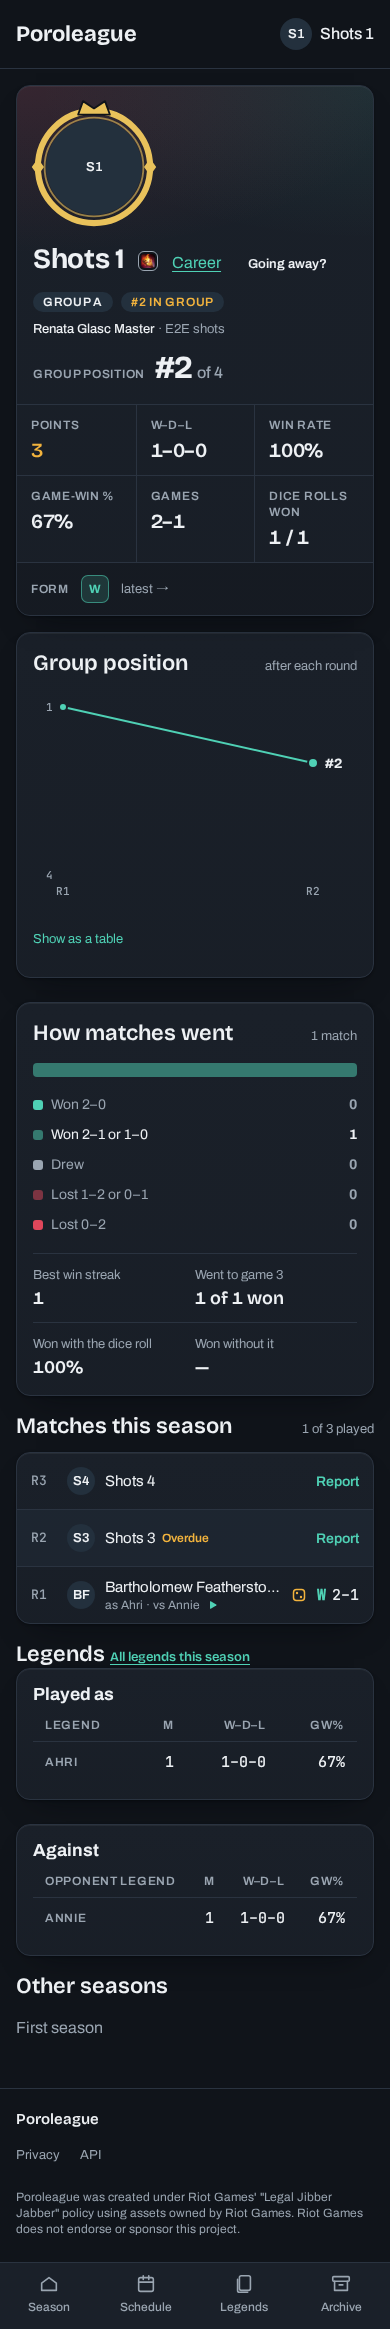 Poroleague
S1 Shots 1
S1
Shots 1 Career Going away?
GROUP A #2 IN GROUP
Renata Glasc Master · E2E shots
GROUP POSITION #2 of 4
POINTS W–D–L WIN RATE
3 1–0–0 100%
GAME-WIN % GAMES DICE ROLLS WON
67% 2–1 1 / 1
FORM W latest →
Group position after each round
1
#2
4
R1 R2
Show as a table
How matches went 1 match
Won 2–0 0
Won 2–1 or 1–0 1
Drew 0
Lost 1–2 or 0–1 0
Lost 0–2 0
Best win streak Went to game 3
1 1 of 1 won
Won with the dice roll Won without it
100% —
Matches this season 1 of 3 played
R3 S4 Shots 4 Report
R2 S3 Shots 3 Overdue Report
R1 BF Bartholomew Feathersto... W 2–1
as Ahri · vs Annie
Legends All legends this season
Played as
LEGEND M W–D–L GW%
AHRI 1 1–0–0 67%
Against
OPPONENT LEGEND M W–D–L GW%
ANNIE 1 1–0–0 67%
Other seasons
First season
Poroleague
Privacy API
Poroleague was created under Riot Games' "Legal Jibber
Jabber" policy using assets owned by Riot Games. Riot Games
does not endorse or sponsor this project.
Season Schedule Legends Archive